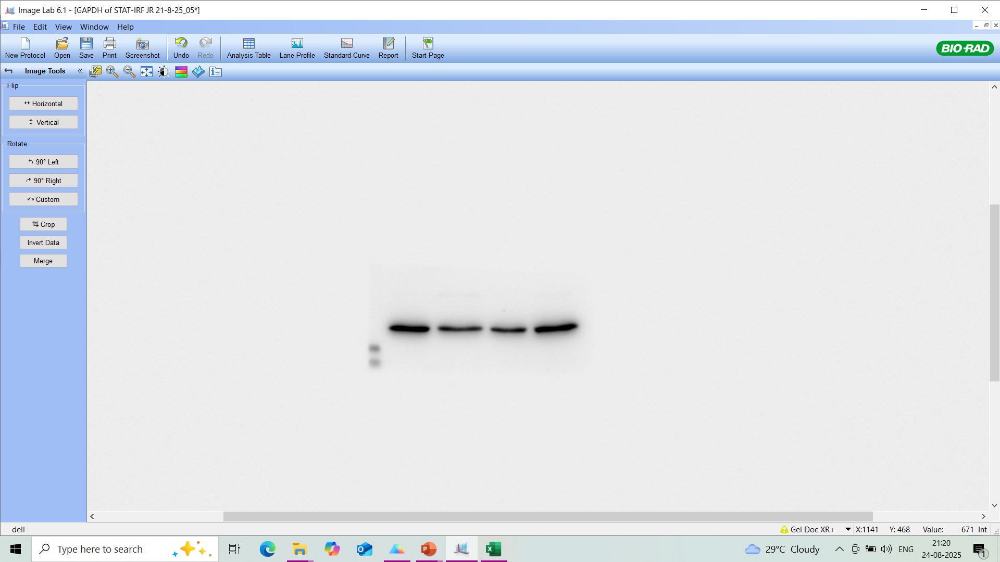 Image Lab 6.1 - [GAPDH of STAT-IRF JR 21-8-25_05*]
File Edit View Window Help
New Protocol Open Save Print Screenshot Undo Redo Analysis Table Lane Profile Standard Curve Report Start Page
BIO-RAD
Image Tools
Flip
Horizontal
Vertical
Rotate
90° Left
90° Right
Custom
Crop
Invert Data
Merge
dell
Gel Doc XR+ X:1141 Y: 468 Value: 671 Int
Type here to search
29°C Cloudy
ENG
21:20
24-08-2025
1